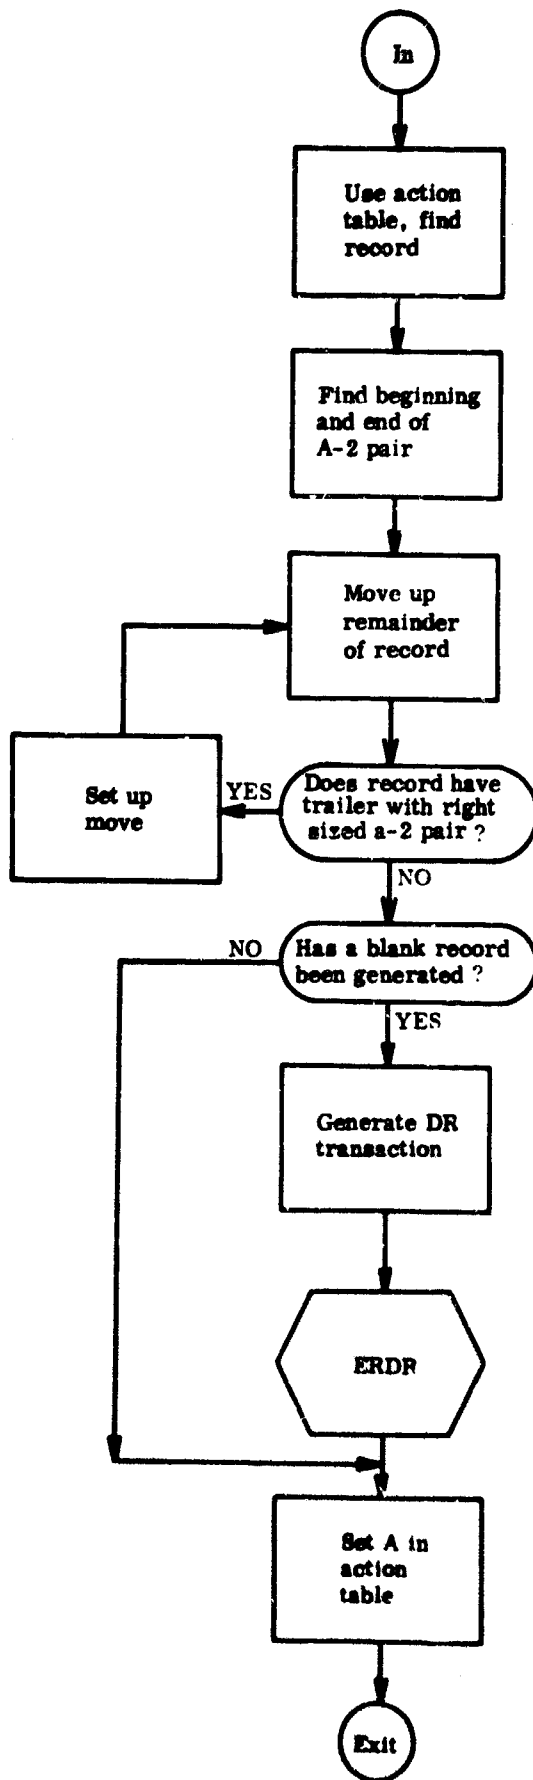 In
Use action
table, find
record
Find beginning
and end of
A-2 pair
Move up
remainder
of record
Set up
move
YES
Does record have
trailer with right
sized a-2 pair ?
NO
NO
Has a blank record
been generated ?
YES
Generate DR
transaction
ERDR
Set A in
action
table
Exit